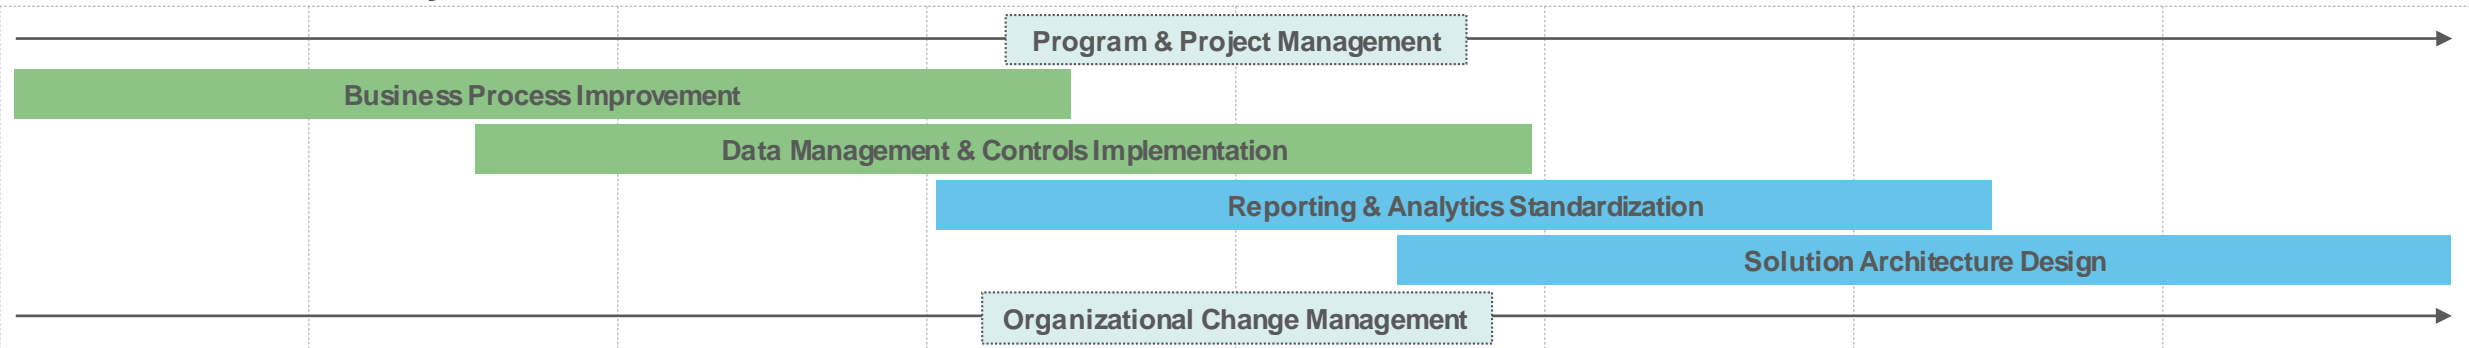 Program & Project Management
Business Process Improvement
Data Management & Controls Implementation
Reporting & Analytics Standardization
Solution Architecture Design
Organizational Change Management